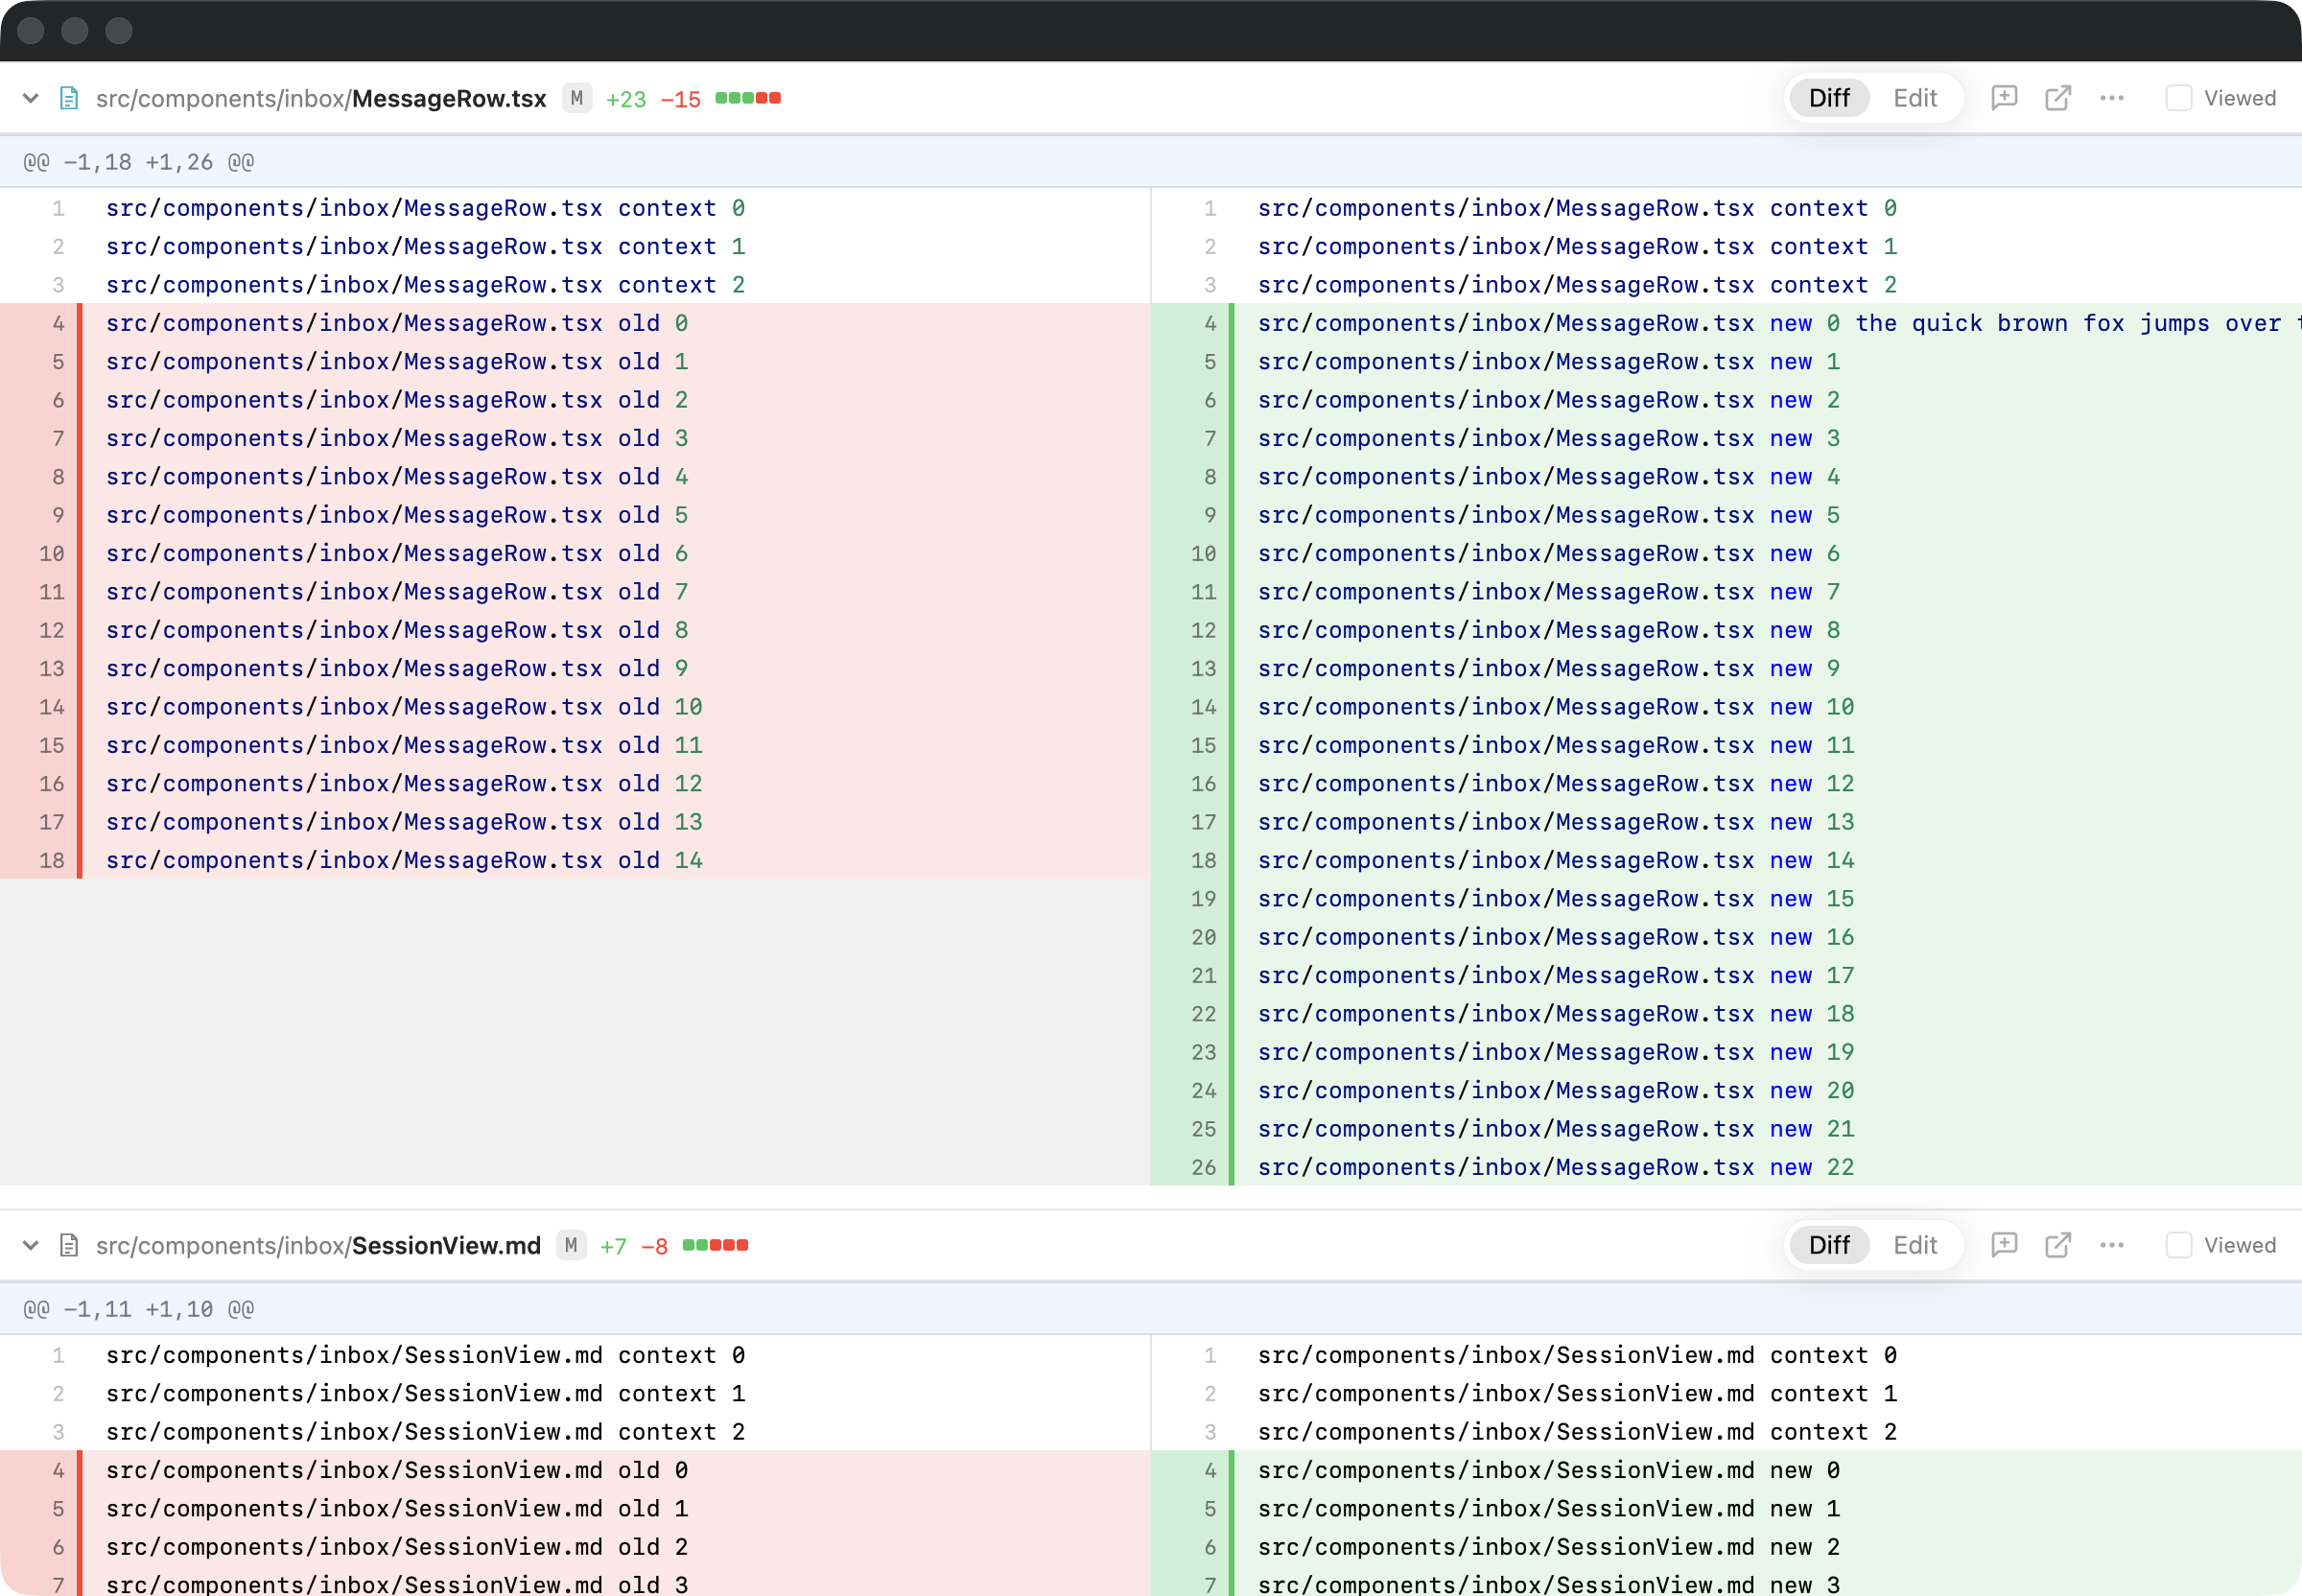 src/components/inbox/MessageRow.tsx M +23 −15 Diff Edit Viewed
@@ −1,18 +1,26 @@
1 src/components/inbox/MessageRow.tsx context 0 1 src/components/inbox/MessageRow.tsx context 0
2 src/components/inbox/MessageRow.tsx context 1 2 src/components/inbox/MessageRow.tsx context 1
3 src/components/inbox/MessageRow.tsx context 2 3 src/components/inbox/MessageRow.tsx context 2
4 src/components/inbox/MessageRow.tsx old 0 4 src/components/inbox/MessageRow.tsx new 0 the quick brown fox jumps over
5 src/components/inbox/MessageRow.tsx old 1 5 src/components/inbox/MessageRow.tsx new 1
6 src/components/inbox/MessageRow.tsx old 2 6 src/components/inbox/MessageRow.tsx new 2
7 src/components/inbox/MessageRow.tsx old 3 7 src/components/inbox/MessageRow.tsx new 3
8 src/components/inbox/MessageRow.tsx old 4 8 src/components/inbox/MessageRow.tsx new 4
9 src/components/inbox/MessageRow.tsx old 5 9 src/components/inbox/MessageRow.tsx new 5
10 src/components/inbox/MessageRow.tsx old 6 10 src/components/inbox/MessageRow.tsx new 6
11 src/components/inbox/MessageRow.tsx old 7 11 src/components/inbox/MessageRow.tsx new 7
12 src/components/inbox/MessageRow.tsx old 8 12 src/components/inbox/MessageRow.tsx new 8
13 src/components/inbox/MessageRow.tsx old 9 13 src/components/inbox/MessageRow.tsx new 9
14 src/components/inbox/MessageRow.tsx old 10 14 src/components/inbox/MessageRow.tsx new 10
15 src/components/inbox/MessageRow.tsx old 11 15 src/components/inbox/MessageRow.tsx new 11
16 src/components/inbox/MessageRow.tsx old 12 16 src/components/inbox/MessageRow.tsx new 12
17 src/components/inbox/MessageRow.tsx old 13 17 src/components/inbox/MessageRow.tsx new 13
18 src/components/inbox/MessageRow.tsx old 14 18 src/components/inbox/MessageRow.tsx new 14
19 src/components/inbox/MessageRow.tsx new 15
20 src/components/inbox/MessageRow.tsx new 16
21 src/components/inbox/MessageRow.tsx new 17
22 src/components/inbox/MessageRow.tsx new 18
23 src/components/inbox/MessageRow.tsx new 19
24 src/components/inbox/MessageRow.tsx new 20
25 src/components/inbox/MessageRow.tsx new 21
26 src/components/inbox/MessageRow.tsx new 22
src/components/inbox/SessionView.md M +7 −8 Diff Edit Viewed
@@ −1,11 +1,10 @@
1 src/components/inbox/SessionView.md context 0 1 src/components/inbox/SessionView.md context 0
2 src/components/inbox/SessionView.md context 1 2 src/components/inbox/SessionView.md context 1
3 src/components/inbox/SessionView.md context 2 3 src/components/inbox/SessionView.md context 2
4 src/components/inbox/SessionView.md old 0 4 src/components/inbox/SessionView.md new 0
5 src/components/inbox/SessionView.md old 1 5 src/components/inbox/SessionView.md new 1
6 src/components/inbox/SessionView.md old 2 6 src/components/inbox/SessionView.md new 2
7 src/components/inbox/SessionView.md old 3 7 src/components/inbox/SessionView.md new 3